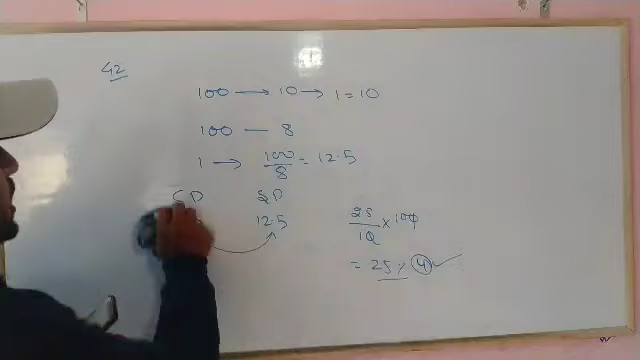 42
100 → 10 → 1 = 10
100 — 8
1 → 100/8 = 12.5
CP SP
12.5
25/10 × 100
= 25% ④ ✓